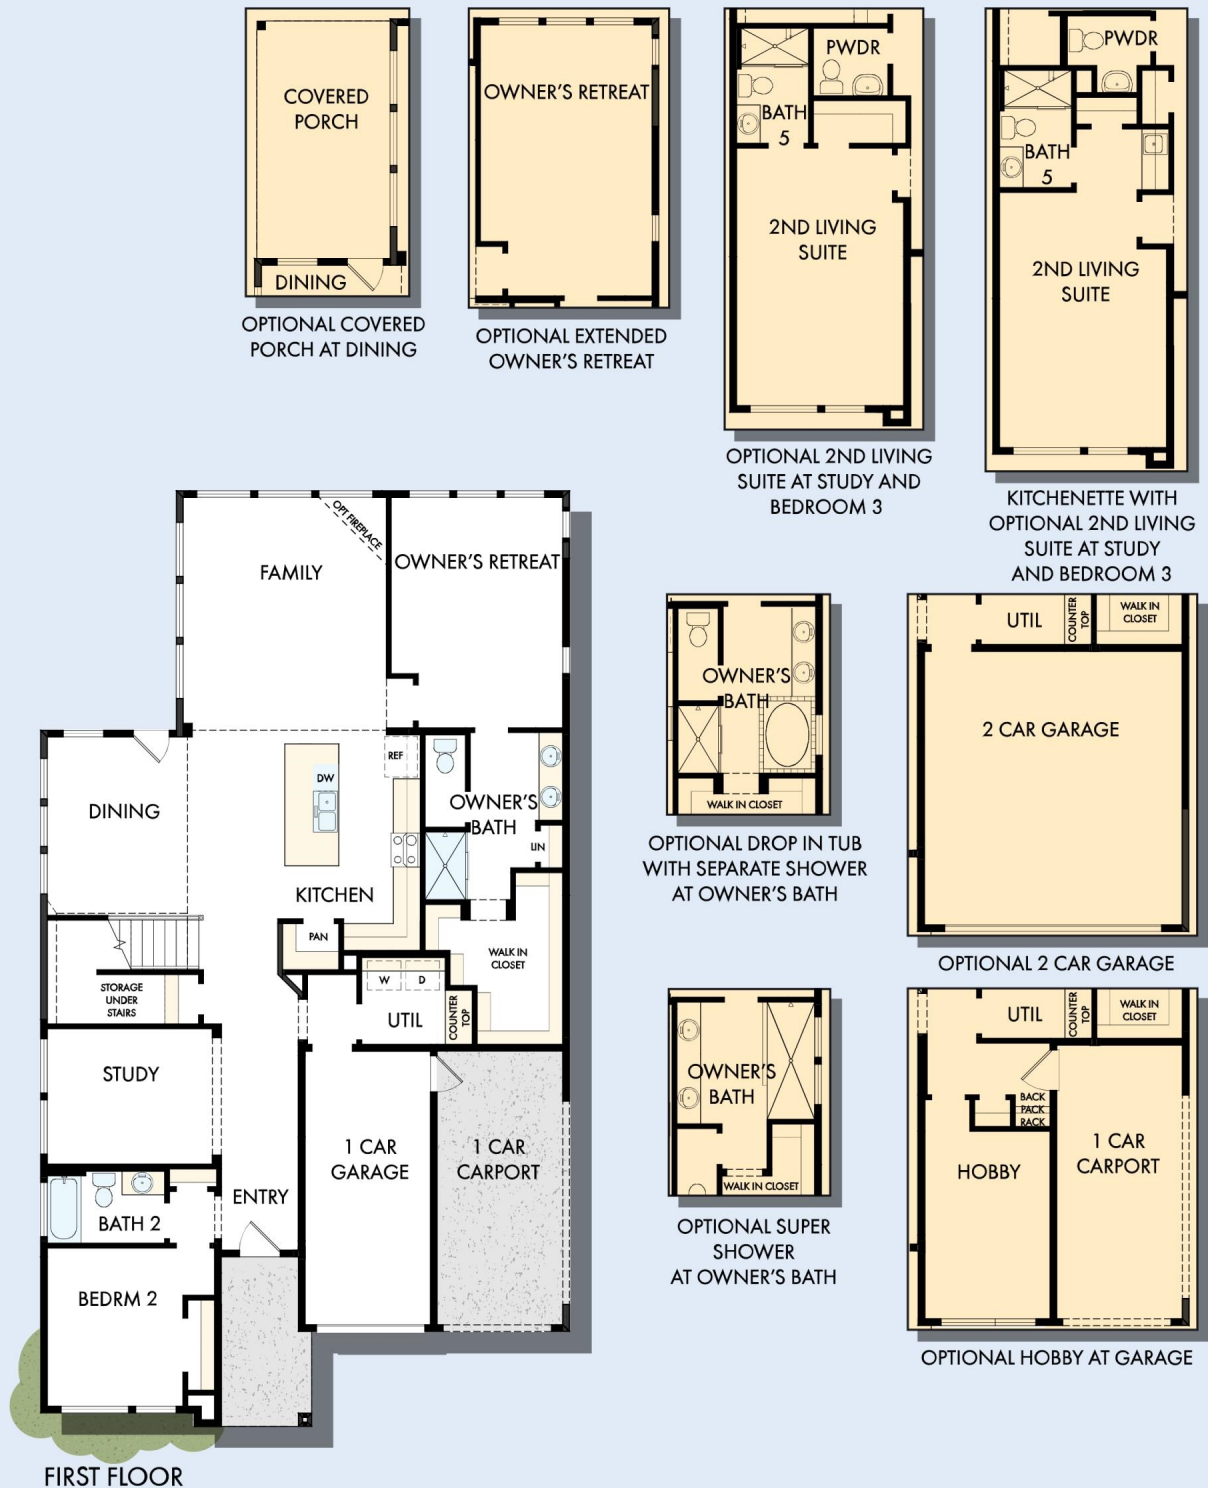 COVERED
PORCH
DINING
OPTIONAL COVERED
PORCH AT DINING
OWNER'S RETREAT
OPTIONAL EXTENDED
OWNER'S RETREAT
PWDR
BATH
5
2ND LIVING
SUITE
OPTIONAL 2ND LIVING
SUITE AT STUDY AND
BEDROOM 3
PWDR
BATH
5
2ND LIVING
SUITE
KITCHENETTE WITH
OPTIONAL 2ND LIVING
SUITE AT STUDY
AND BEDROOM 3
OPT FIREPLACE
FAMILY
OWNER'S RETREAT
REF
DW
DINING
OWNER'S
BATH
LIN
KITCHEN
PAN
WALK IN
CLOSET
STORAGE
UNDER
STAIRS
W
D
UTIL
COUNTER
TOP
STUDY
1 CAR
GARAGE
1 CAR
CARPORT
ENTRY
BATH 2
BEDRM 2
FIRST FLOOR
OWNER'S
BATH
WALK IN CLOSET
OPTIONAL DROP IN TUB
WITH SEPARATE SHOWER
AT OWNER'S BATH
UTIL
COUNTER
TOP
WALK IN
CLOSET
2 CAR GARAGE
OPTIONAL 2 CAR GARAGE
OWNER'S
BATH
WALK IN CLOSET
OPTIONAL SUPER
SHOWER
AT OWNER'S BATH
UTIL
COUNTER
TOP
WALK IN
CLOSET
BACK
PACK
RACK
HOBBY
1 CAR
CARPORT
OPTIONAL HOBBY AT GARAGE